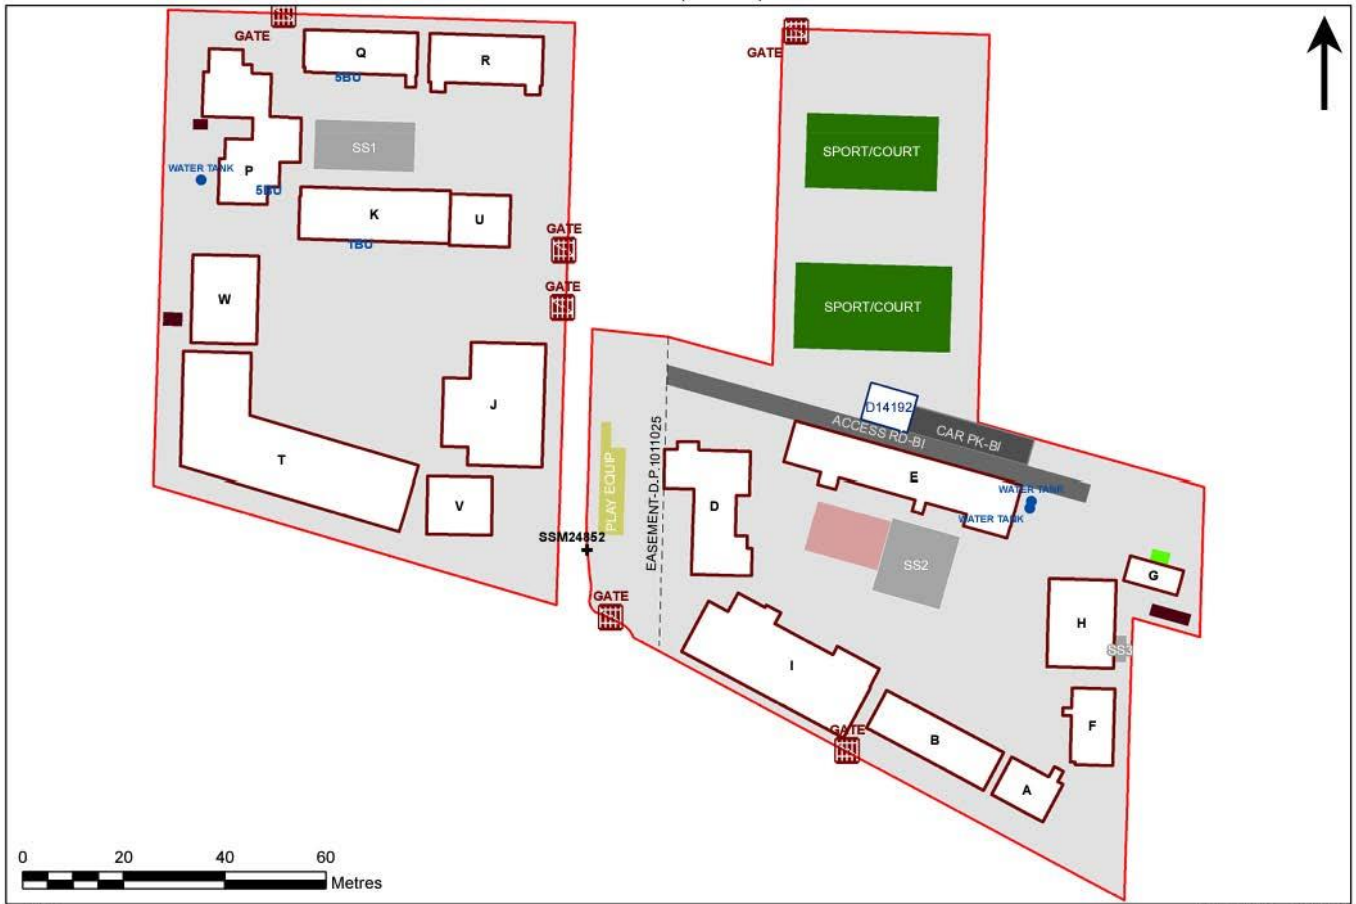 GATE
Q
5BU
R
GATE
SS1
SPORT/COURT
WATER TANK
P
5BU
K
U
1BU
GATE
GATE
W
SPORT/COURT
J
T
V
D14192
ACCESS RD-BI
CAR PK-BI
PLAY EQUIP
EASEMENT-D.P.1011025
D
E
WATER TANK
WATER TANK
SSM24852
SS2
G
GATE
H
SS3
I
F
GATE
B
A
0 20 40 60
Metres